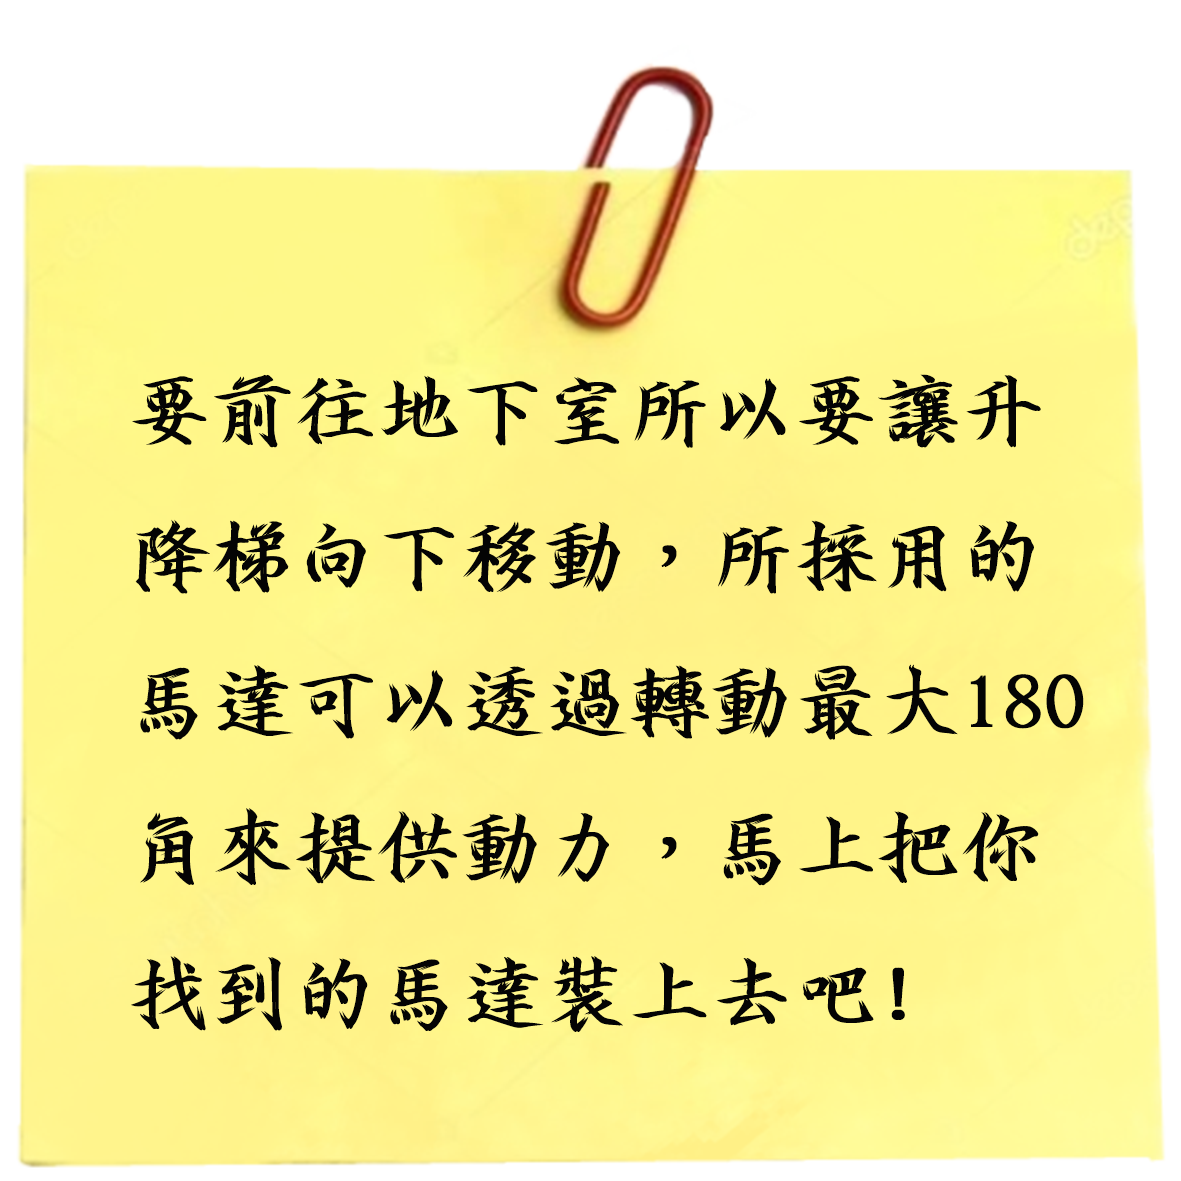 要前往地下室所以要讓升
降梯向下移動，所採用的
馬達可以透過轉動最大180
角來提供動力，馬上把你
找到的馬達裝上去吧!